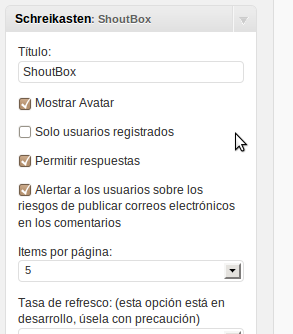 Schreikasten: ShoutBox
Título:
ShoutBox
Mostrar Avatar
Solo usuarios registrados
Permitir respuestas
Alertar a los usuarios sobre los
riesgos de publicar correos electrónicos
en los comentarios
Items por página:
5
Tasa de refresco: (esta opción está en
desarrollo, úsela con precaución)